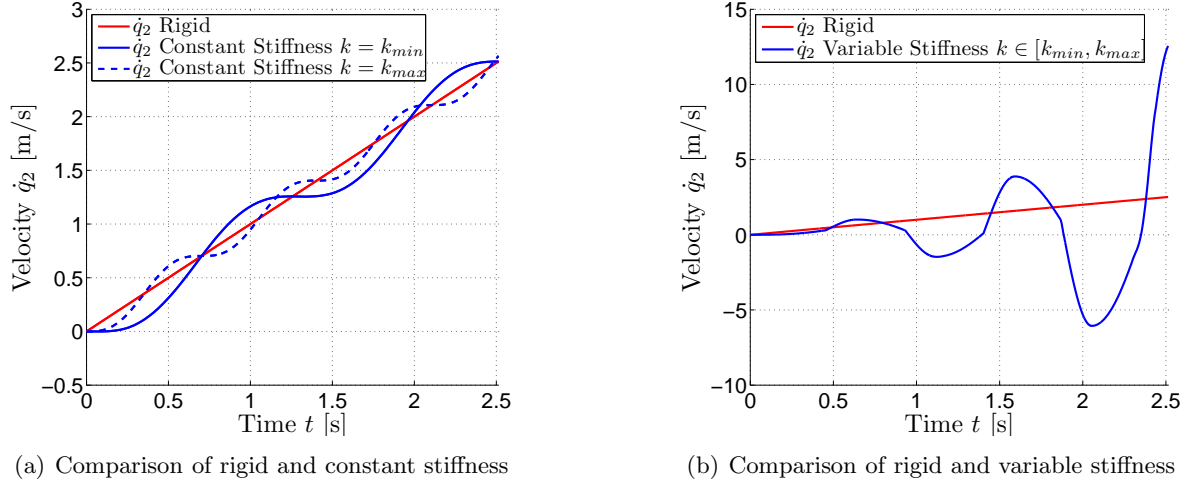 3
2.5
2
1.5
1
0.5
0
−0.5
0 0.5 1 1.5 2 2.5
Velocity q̇₂ [m/s]
Time t [s]
q̇₂ Rigid
q̇₂ Constant Stiffness k = kₘᵢₙ
q̇₂ Constant Stiffness k = kₘₐₓ
(a) Comparison of rigid and constant stiffness
15
10
5
0
−5
−10
0 0.5 1 1.5 2 2.5
Velocity q̇₂ [m/s]
Time t [s]
q̇₂ Rigid
q̇₂ Variable Stiffness k ∈ [kₘᵢₙ, kₘₐₓ
(b) Comparison of rigid and variable stiffness